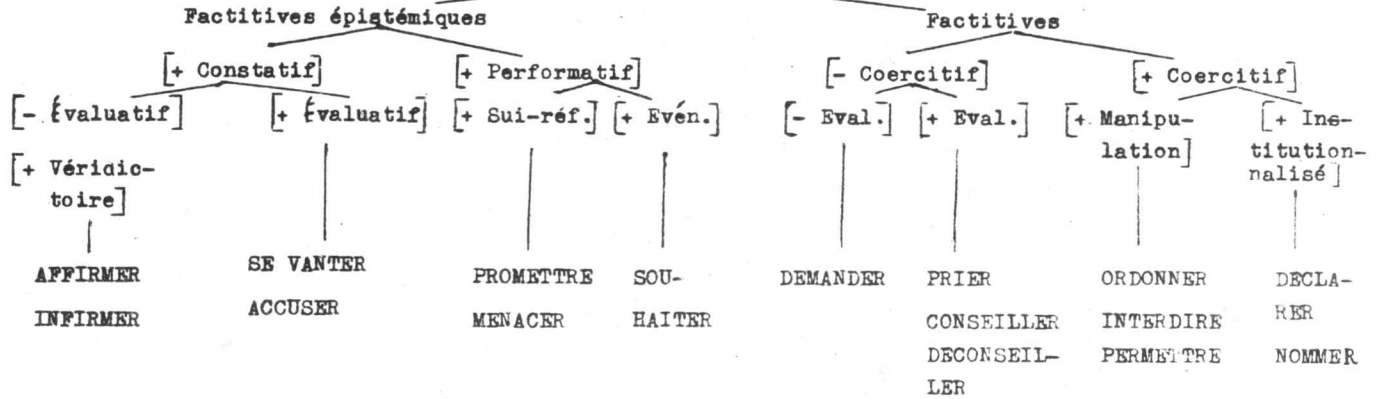 Factitives épistémiques Factitives
[+ Constatif] [+ Performatif] [- Coercitif] [+ Coercitif]
[- Évaluatif] [+ Évaluatif] [+ Sui-réf.] [+ Evén.] [- Eval.] [+ Eval.] [+ Manipu- [+ Ins-
lation] titution-
nalisé]
[+ Véridic-
toire]
AFFIRMER SE VANTER PROMETTRE SOU- DEMANDER PRIER ORDONNER DECLA-
INFIRMER ACCUSER MENACER HAITER CONSEILLER INTERDIRE RER
DECONSEIL- PERMETTRE NOMMER
LER